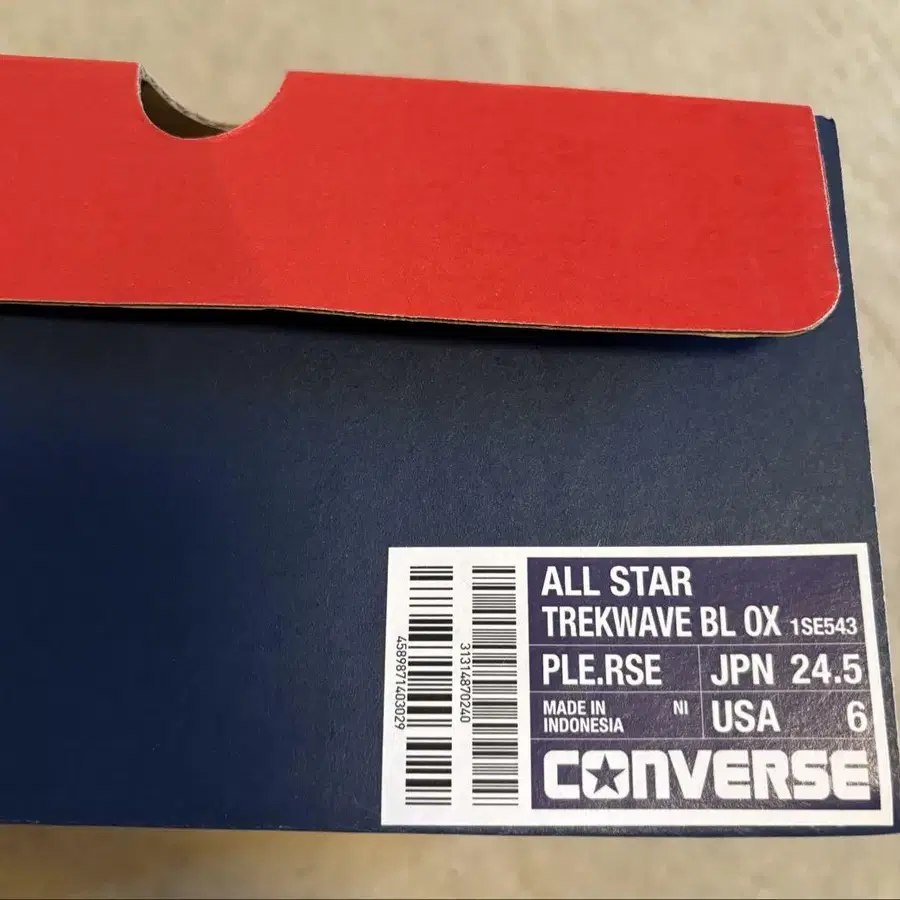 ALL STAR
TREKWAVE BL OX 1SE543
PLE.RSE
JPN 24.5
MADE IN
INDONESIA
NI
USA 6
CONVERSE
4589871403029
31314870240